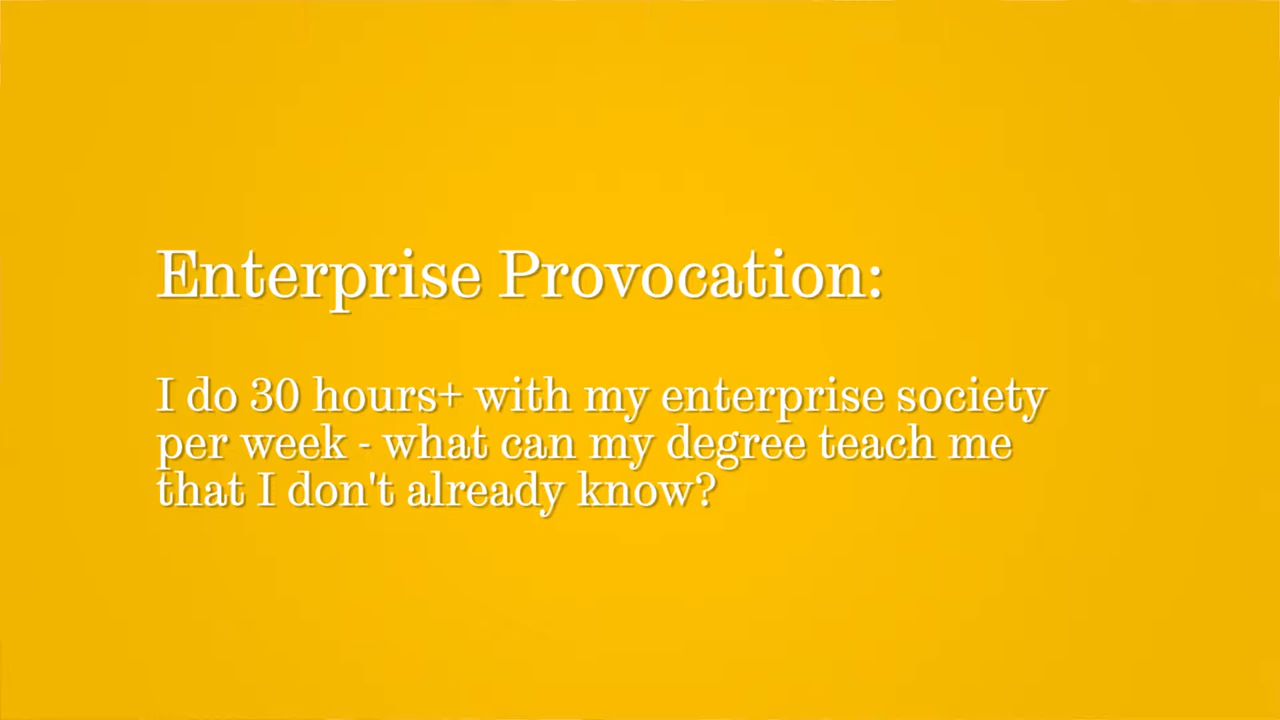 Enterprise Provocation:
I do 30 hours+ with my enterprise society
per week - what can my degree teach me
that I don't already know?